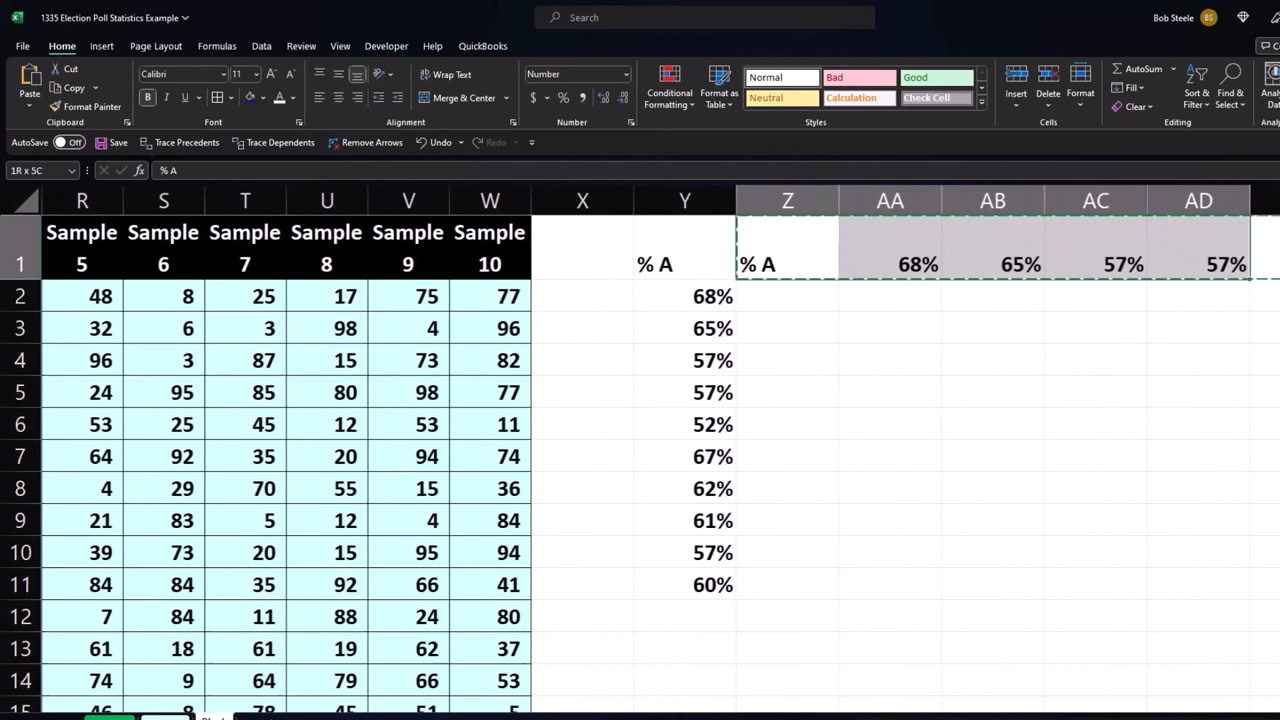 1335 Election Poll Statistics Example
Search
Bob Steele BS
File Home Insert Page Layout Formulas Data Review View Developer Help QuickBooks
Paste
Cut
Copy
Format Painter
Clipboard
Calibri 11
Font
Wrap Text
Merge & Center
Alignment
Number
Number
Conditional Formatting
Format as Table
Normal Bad Good
Neutral Calculation Check Cell
Styles
Insert Delete Format
Cells
AutoSum
Fill
Clear
Sort & Filter
Find & Select
Editing
AutoSave Off Save Trace Precedents Trace Dependents Remove Arrows Undo Redo
1R x 5C fx % A
R S T U V W X Y Z AA AB AC AD
Sample Sample Sample Sample Sample Sample
1 5 6 7 8 9 10 % A % A 68% 65% 57% 57%
2 48 8 25 17 75 77 68%
3 32 6 3 98 4 96 65%
4 96 3 87 15 73 82 57%
5 24 95 85 80 98 77 57%
6 53 25 45 12 53 11 52%
7 64 92 35 20 94 74 67%
8 4 29 70 55 15 36 62%
9 21 83 5 12 4 84 61%
10 39 73 20 15 95 94 57%
11 84 84 35 92 66 41 60%
12 7 84 11 88 24 80
13 61 18 61 19 62 37
14 74 9 64 79 66 53
15 46 8 78 45 51 5